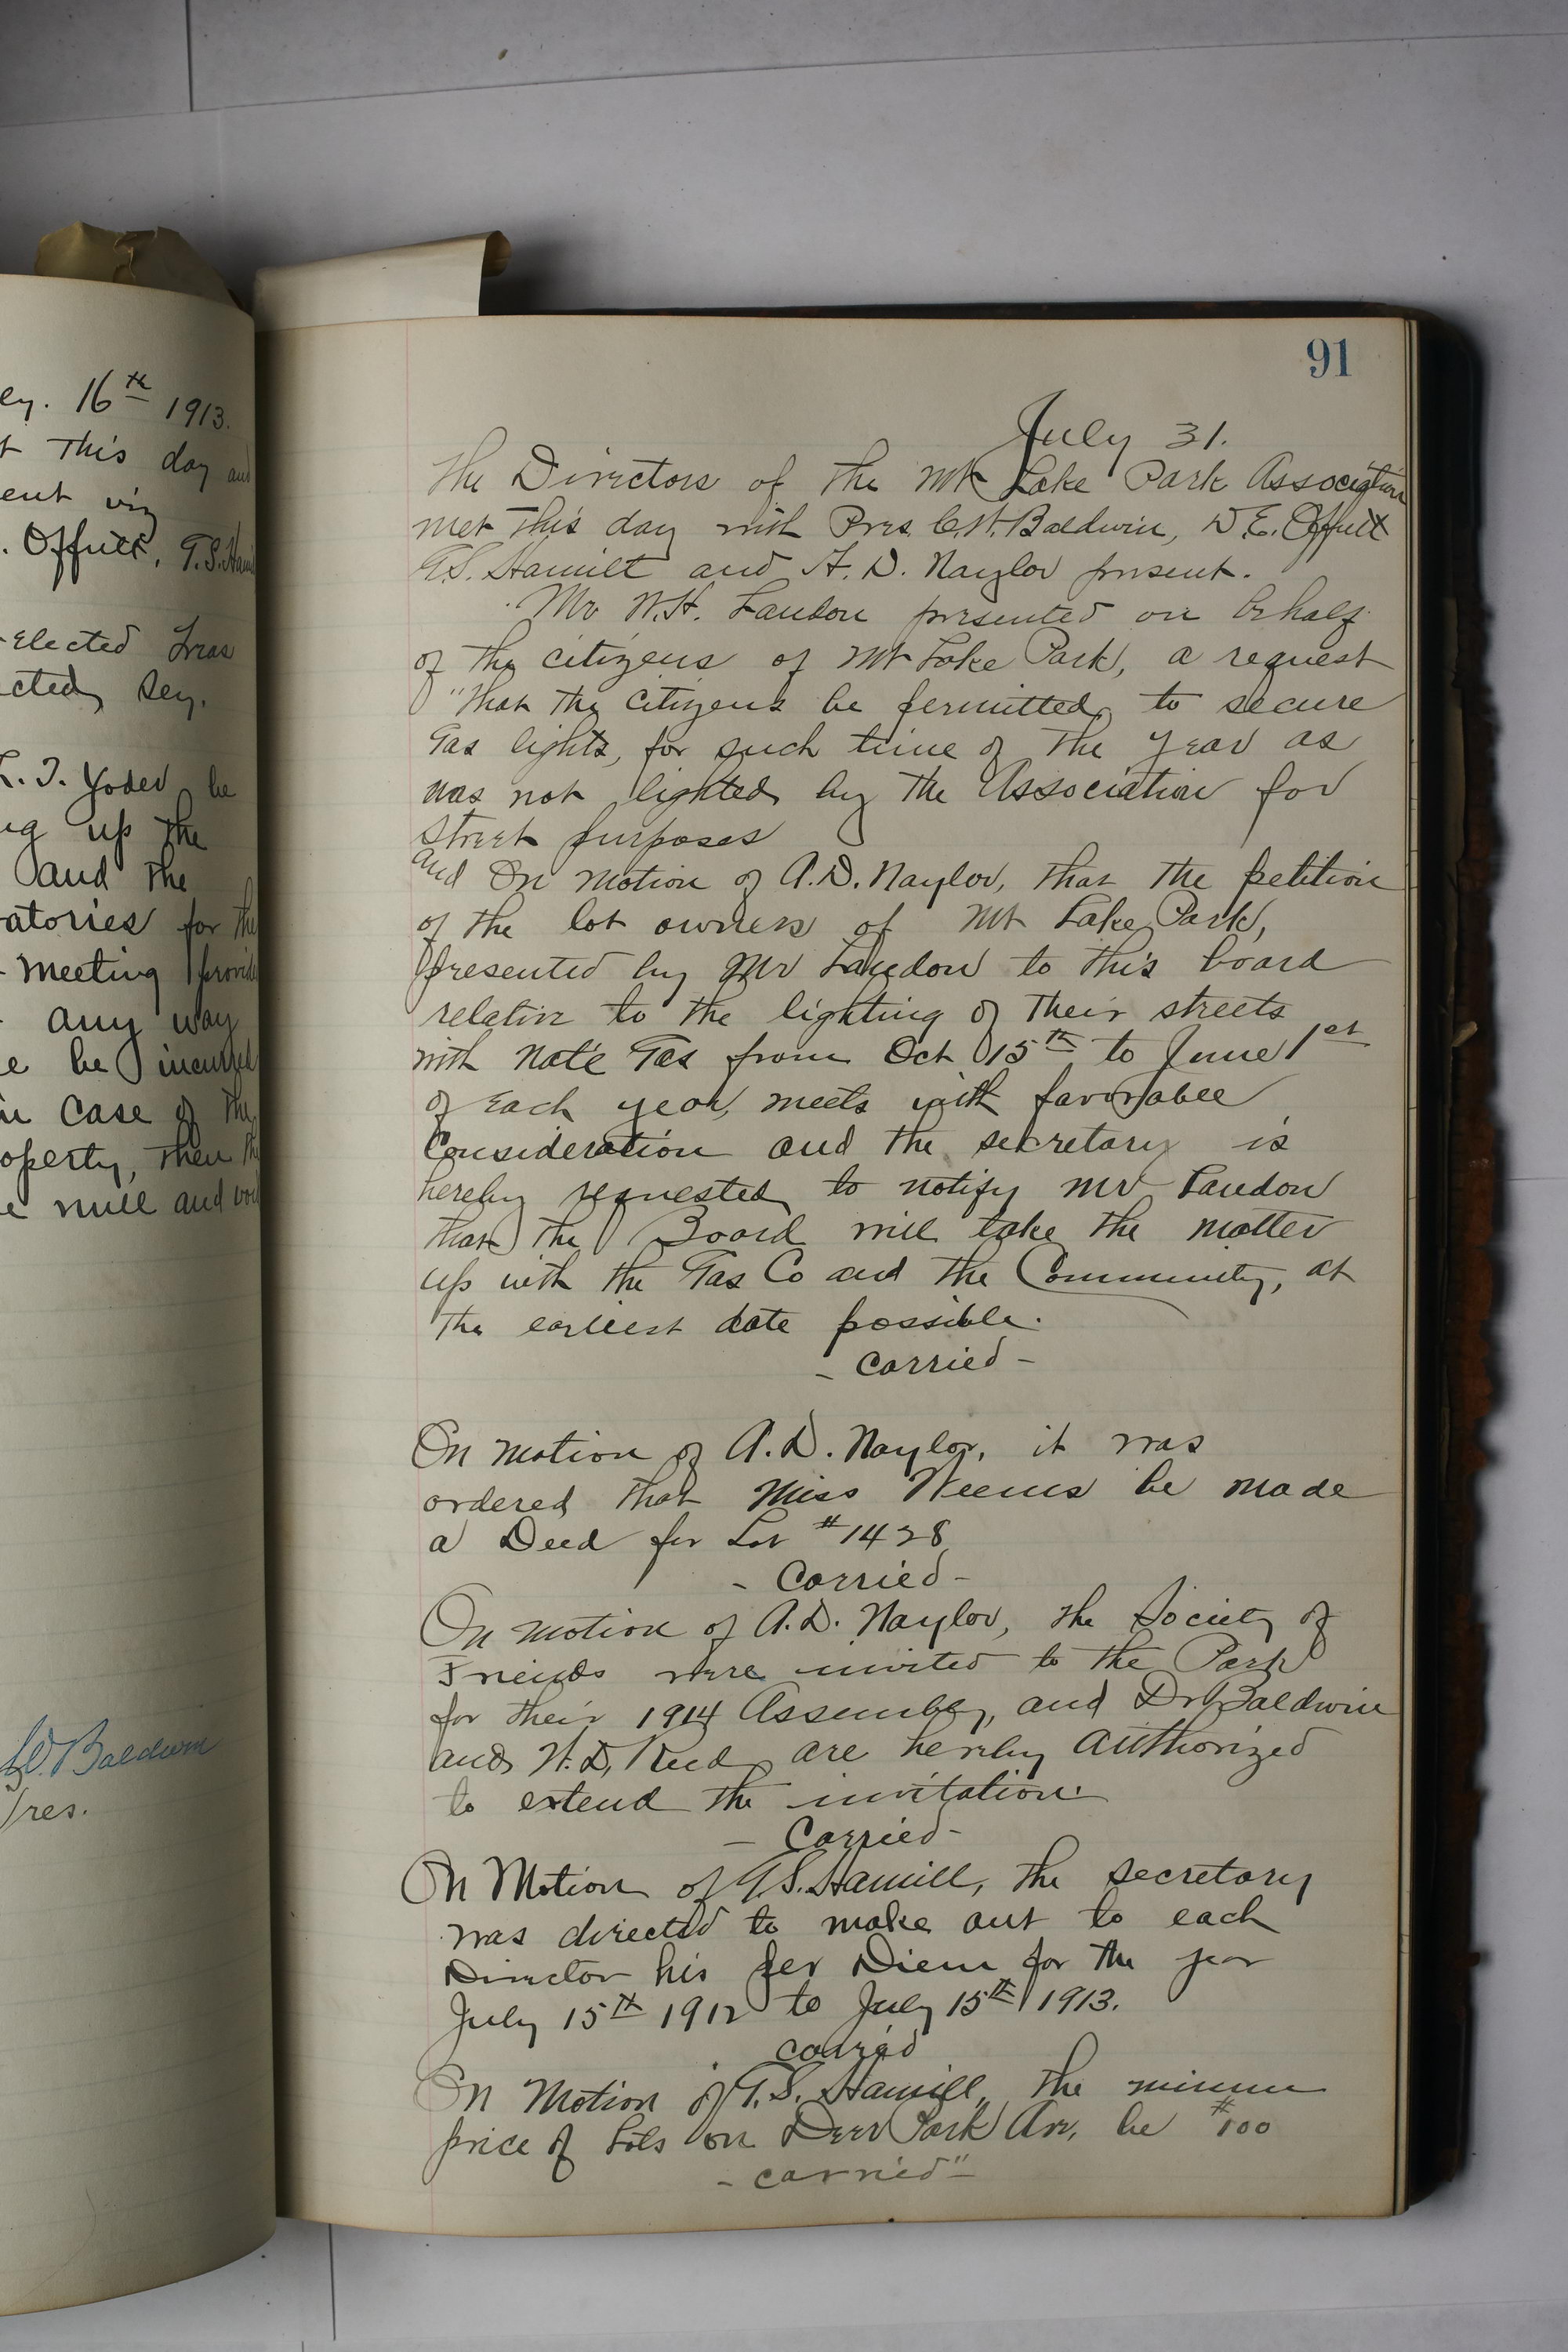 ey. 16th 1913.
t This day and
ent viz
. Offutt, T.S. Ham
-elected Treas
cted, Sey.
L. T. Yoder be
ng up the
and the
vatories for the
- meeting provide
- any way
e be incurred
in case of the
operty, then the
e null and void
W. Baldwin
Pres.
91
July 31.
The Directors of the Mt Lake Park Association
met this day with Pres. C.W. Baldwin, D.E. Offutt
T.S. Hamill and A. D. Naylor present.
Mr W.H. Laudon presented on behalf
of the citizens of Mt Lake Park, a request
"that the citizens be permitted to secure
Gas lights, for such time of the year as
was not lighted by the Association for
street purposes
and On motion of A.D. Naylor, that the petition
of the lot owners of Mt Lake Park,
presented by Mr Laudon to this board
relative to the lighting of their streets
with Nat'l Gas from Oct 15th to June 1st
of Each year, meets with favorabee
Consideration and the secretary is
hereby requested to notify Mr Laudon
that the Board will take the matter
up with the Gas Co and the Community, at
the earliest date possible.
- Carried -
On motion of A.D. Naylor, it was
ordered that Miss Weems be made
a Deed for Lot #1428
- Carried -
On motion of A.D. Naylor, the Society of
Friends were invited to the Park
for their 1914 Assembly, and Dr Baldwin
and H.D. Reed are hereby authorized
to extend the invitation.
- Carried -
On Motion of T.S. Hamill, the secretary
was directed to make out to each
Director his per Diem for the year
July 15th 1912 to July 15th 1913.
On Motion of T.S. Hamill, the
price of Lots on Deer Park Ave, be #100
- carried" -